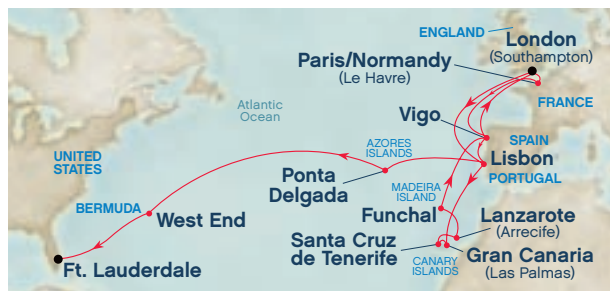 ENGLAND
London
(Southampton)
Paris/Normandy
(Le Havre)
FRANCE
Atlantic
Ocean
Vigo
SPAIN
AZORES
ISLANDS
Lisbon
PORTUGAL
UNITED
STATES
Ponta
Delgada
MADEIRA
ISLAND
BERMUDA
West End
Funchal
Lanzarote
(Arrecife)
Santa Cruz
de Tenerife
CANARY
ISLANDS
Gran Canaria
(Las Palmas)
Ft. Lauderdale